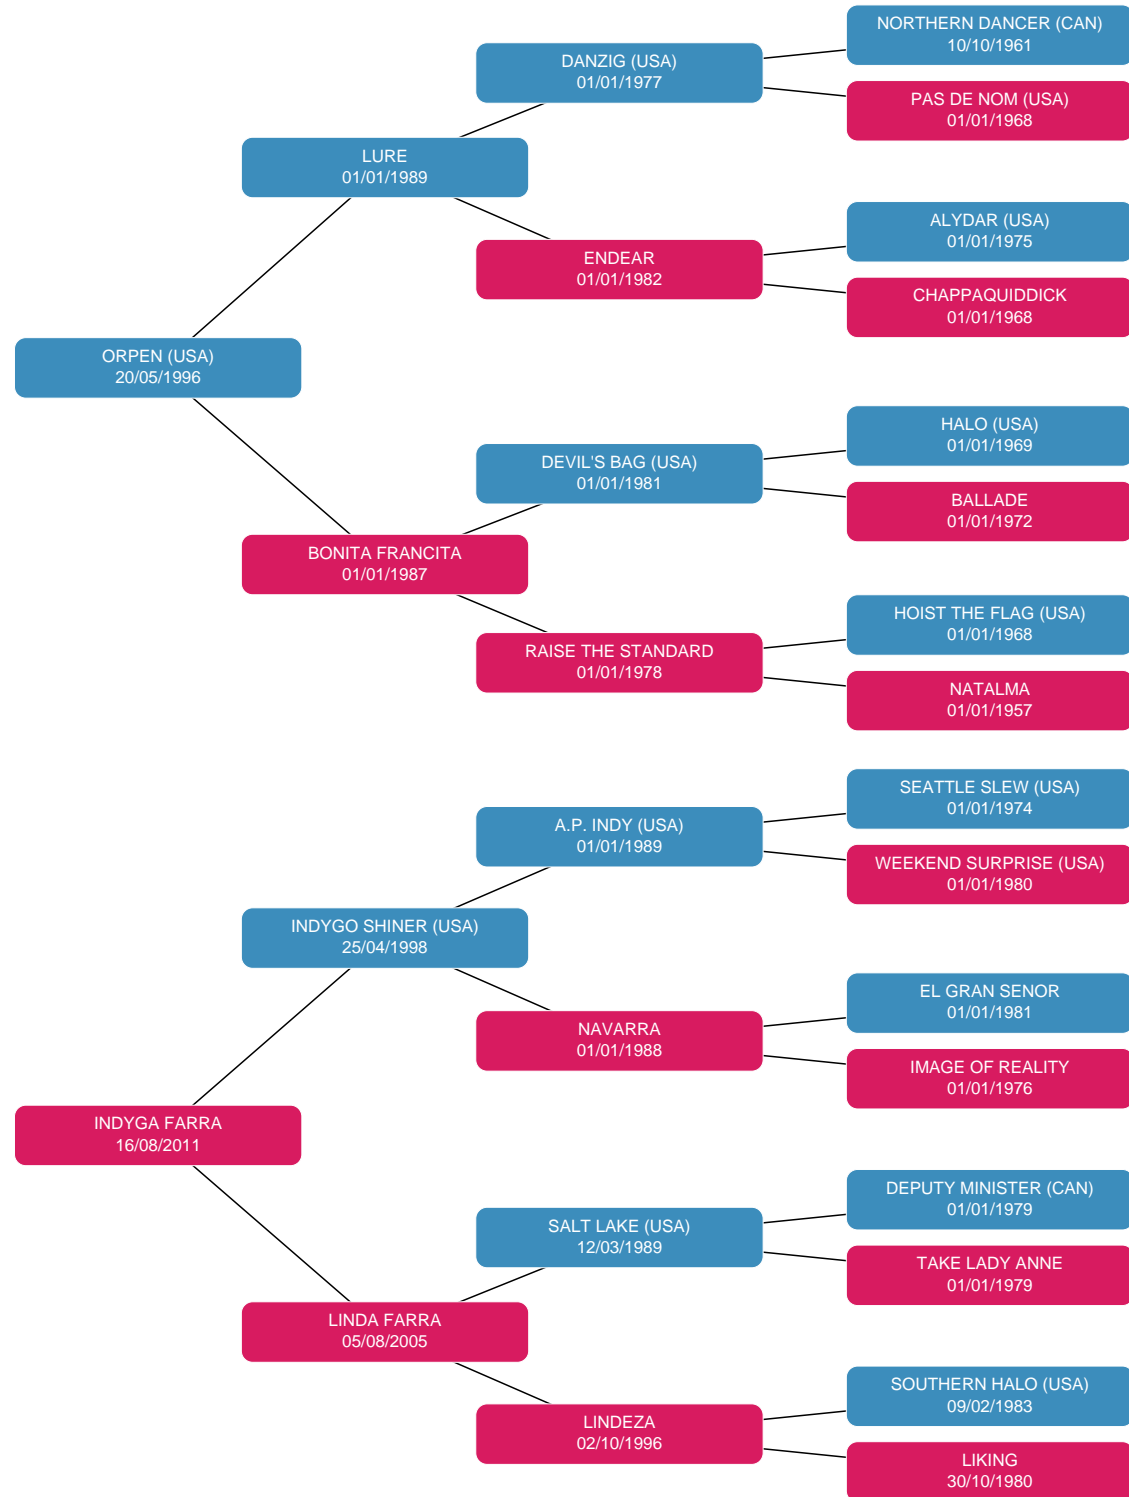 NORTHERN DANCER (CAN)
10/10/1961
DANZIG (USA)
01/01/1977
PAS DE NOM (USA)
01/01/1968
LURE
01/01/1989
ALYDAR (USA)
01/01/1975
ENDEAR
01/01/1982
CHAPPAQUIDDICK
01/01/1968
ORPEN (USA)
20/05/1996
HALO (USA)
01/01/1969
DEVIL'S BAG (USA)
01/01/1981
BALLADE
01/01/1972
BONITA FRANCITA
01/01/1987
HOIST THE FLAG (USA)
01/01/1968
RAISE THE STANDARD
01/01/1978
NATALMA
01/01/1957
SEATTLE SLEW (USA)
01/01/1974
A.P. INDY (USA)
01/01/1989
WEEKEND SURPRISE (USA)
01/01/1980
INDYGO SHINER (USA)
25/04/1998
EL GRAN SENOR
01/01/1981
NAVARRA
01/01/1988
IMAGE OF REALITY
01/01/1976
INDYGA FARRA
16/08/2011
DEPUTY MINISTER (CAN)
01/01/1979
SALT LAKE (USA)
12/03/1989
TAKE LADY ANNE
01/01/1979
LINDA FARRA
05/08/2005
SOUTHERN HALO (USA)
09/02/1983
LINDEZA
02/10/1996
LIKING
30/10/1980